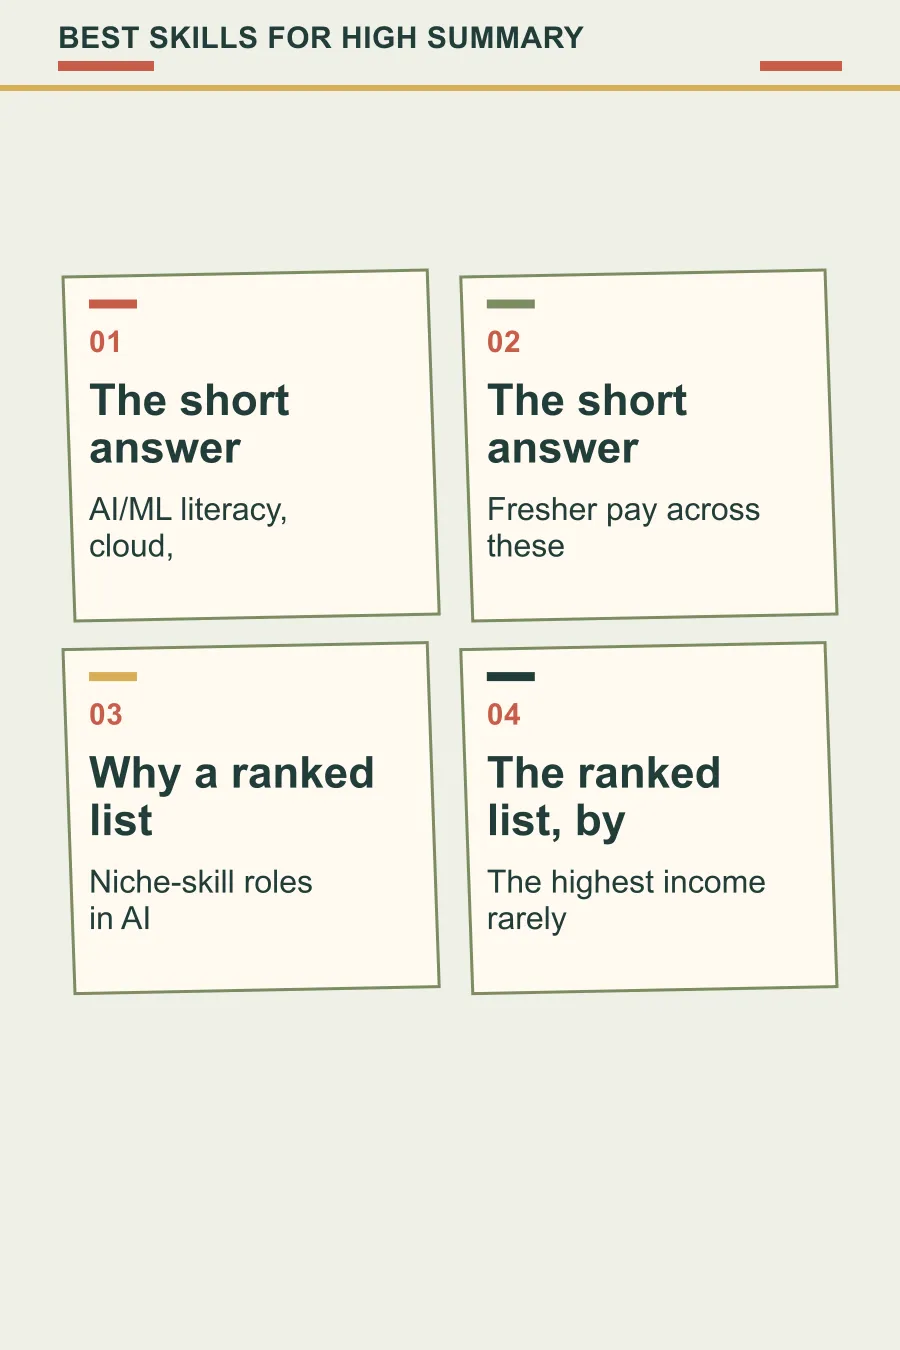 BEST SKILLS FOR HIGH SUMMARY
01
The short
answer
AI/ML literacy,
cloud,
02
The short
answer
Fresher pay across
these
03
Why a ranked
list
Niche-skill roles
in AI
04
The ranked
list, by
The highest income
rarely